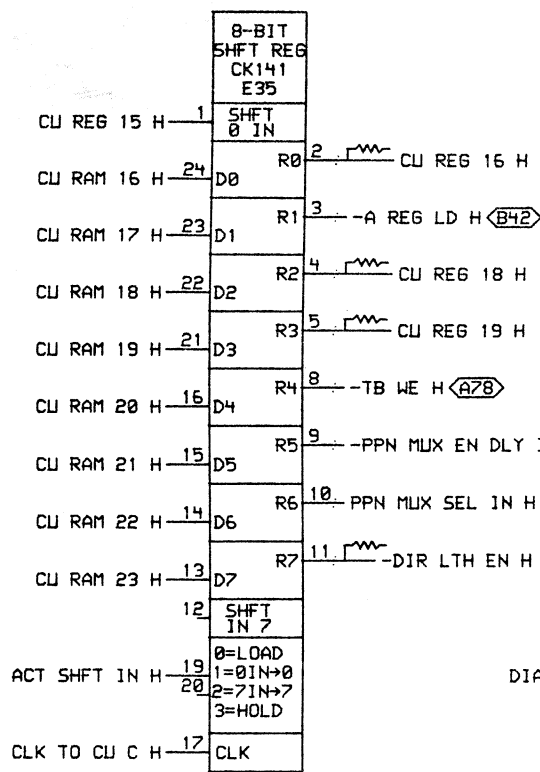 8-BIT
SHFT REG
CK141
E35
CU REG 15 H 1 SHFT
0 IN
R0 2 CU REG 16 H
CU RAM 16 H 24 D0
R1 3 -A REG LD H B42
CU RAM 17 H 23 D1
R2 4 CU REG 18 H
CU RAM 18 H 22 D2
R3 5 CU REG 19 H
CU RAM 19 H 21 D3
R4 8 -TB WE H A78
CU RAM 20 H 16 D4
R5 9 -PPN MUX EN DLY
CU RAM 21 H 15 D5
R6 10 PPN MUX SEL IN H
CU RAM 22 H 14 D6
R7 11 -DIR LTH EN H
CU RAM 23 H 13 D7
12 SHFT
IN 7
0=LOAD
ACT SHFT IN H 19 1=0IN→0
DIA
20 2=7IN→7
3=HOLD
CLK TO CU C H 17 CLK